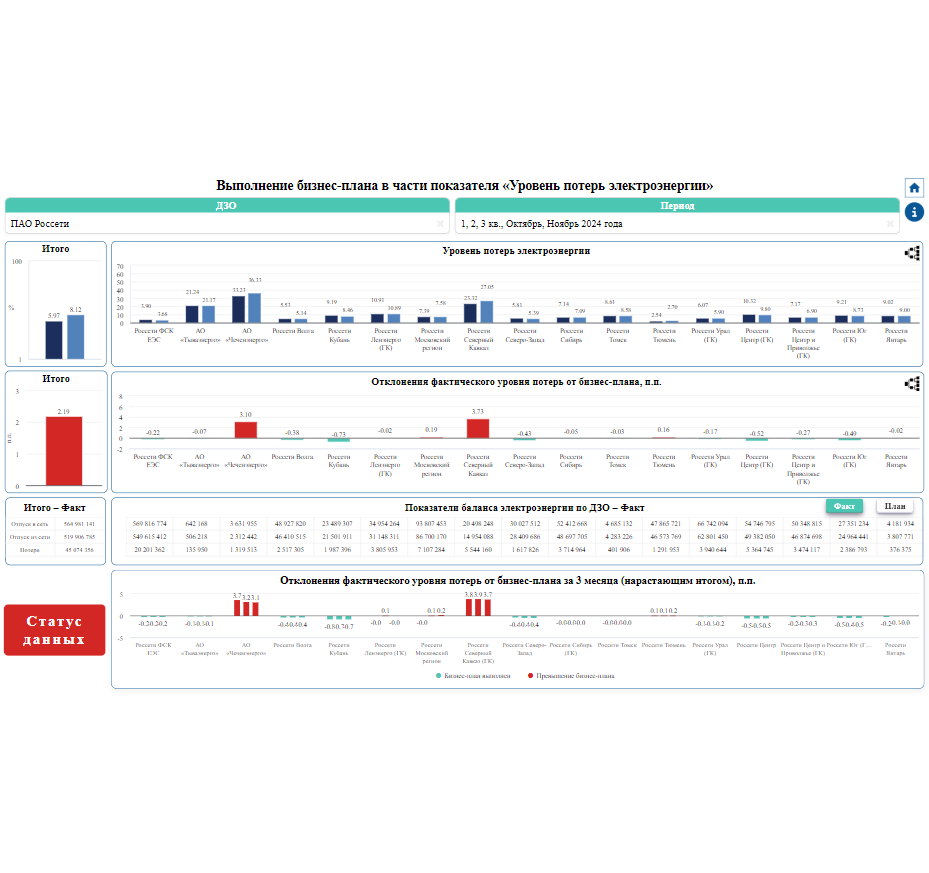 Выполнение бизнес-плана в части показателя «Уровень потерь электроэнергии»
ДЗО
Период
ПАО Россети
1, 2, 3 кв., Октябрь, Ноябрь 2024 года
Итого
100
%
1
5.97
8.12
Уровень потерь электроэнергии
70
60
50
40
30
20
10
0
3.90 3.68 21.24 21.17 33.23 36.33 5.53 5.14 9.19 8.46 10.91 10.89 7.39 7.58 23.32 27.05 5.81 5.39 7.14 7.09 8.61 8.58 2.54 2.70 6.07 5.90 10.32 9.80 7.17 6.90 9.21 8.73 9.02 9.00
Россети ФСК ЕЭС
АО «Тываэнерго»
АО «Чеченэнерго»
Россети Волга
Россети Кубань
Россети Ленэнерго (ГК)
Россети Московский регион
Россети Северный Кавказ
Россети Северо-Запад
Россети Сибирь
Россети Томск
Россети Тюмень
Россети Урал (ГК)
Россети Центр (ГК)
Россети Центр и Приволжье (ГК)
Россети Юг (ГК)
Россети Янтарь
Итого
3
2
1
0
п.п.
2.19
Отклонения фактического уровня потерь от бизнес-плана, п.п.
8
6
4
2
0
-2
-0.22 -0.07 3.10 -0.38 -0.73 -0.02 0.19 3.73 -0.43 -0.05 -0.03 0.16 -0.17 -0.52 -0.27 -0.49 -0.02
Россети ФСК ЕЭС
АО «Тываэнерго»
АО «Чеченэнерго»
Россети Волга
Россети Кубань
Россети Ленэнерго (ГК)
Россети Московский регион
Россети Северный Кавказ
Россети Северо-Запад
Россети Сибирь
Россети Томск
Россети Тюмень
Россети Урал (ГК)
Россети Центр (ГК)
Россети Центр и Приволжье (ГК)
Россети Юг (ГК)
Россети Янтарь
Итого – Факт
Отпуск в сеть 564 981 141
Отпуск из сети 519 906 785
Потери 45 074 356
Показатели баланса электроэнергии по ДЗО – Факт
Факт
План
569 816 774 642 168 3 631 955 48 927 820 23 489 307 34 954 264 93 807 453 20 498 248 30 027 512 52 412 668 4 685 132 47 865 721 66 742 094 54 746 795 50 348 815 27 351 234 4 181 934
549 615 412 506 218 2 312 442 46 410 515 21 501 911 31 148 311 86 700 170 14 954 088 28 409 686 48 697 705 4 283 226 46 573 769 62 801 450 49 382 050 46 874 698 24 964 441 3 807 771
20 201 362 135 950 1 319 513 2 517 305 1 987 396 3 805 953 7 107 284 5 544 160 1 617 826 3 714 964 401 906 1 291 953 3 940 644 5 364 745 3 474 117 2 386 793 376 375
Статус данных
Отклонения фактического уровня потерь от бизнес-плана за 3 месяца (нарастающим итогом), п.п.
5
0
-5
-0.2 0.2 0.2 -0.1 -0.1 -0.1 3.7 3.2 3.1 -0.4 -0.4 -0.4 -0.8 -0.7 -0.7 -0.0 0.1 -0.0 -0.0 0.1 0.2 3.8 3.9 3.7 -0.6 -0.4 -0.4 -0.0 -0.0 -0.0 -0.0 -0.0 -0.0 0.1 0.1 0.2 -0.1 -0.1 -0.2 -0.5 -0.5 -0.5 -0.2 -0.3 -0.3 -0.4 -0.5 -0.5 -0.2 -0.1 -0.0
Россети ФСК ЕЭС
АО «Тываэнерго»
АО «Чеченэнерго»
Россети Волга
Россети Кубань
Россети Ленэнерго (ГК)
Россети Московский регион
Россети Северный Кавказ (ГК)
Россети Северо-Запад
Россети Сибирь (ГК)
Россети Томск
Россети Тюмень
Россети Урал (ГК)
Россети Центр
Россети Центр и Приволжье (ГК)
Россети Юг (Г…
Россети Янтарь
Бизнес-план выполнен
Превышение бизнес-плана